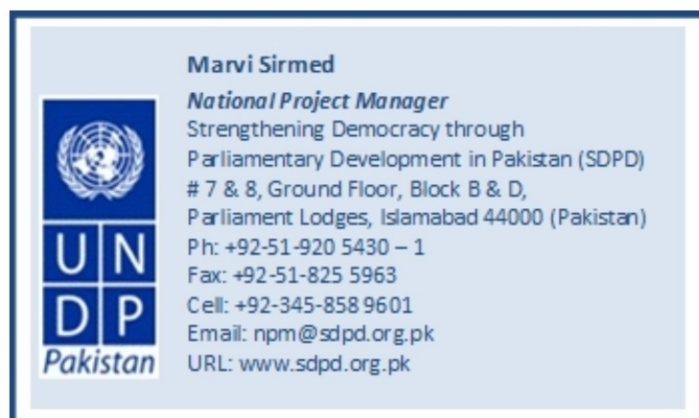 Marvi Sirmed
National Project Manager
Strengthening Democracy through
Parliamentary Development in Pakistan (SDPD)
# 7 & 8, Ground Floor, Block B & D,
Parliament Lodges, Islamabad 44000 (Pakistan)
Ph: +92-51-920 5430 – 1
Fax: +92-51-825 5963
Cell: +92-345-858 9601
Email: npm@sdpd.org.pk
URL: www.sdpd.org.pk
U N
D P
Pakistan